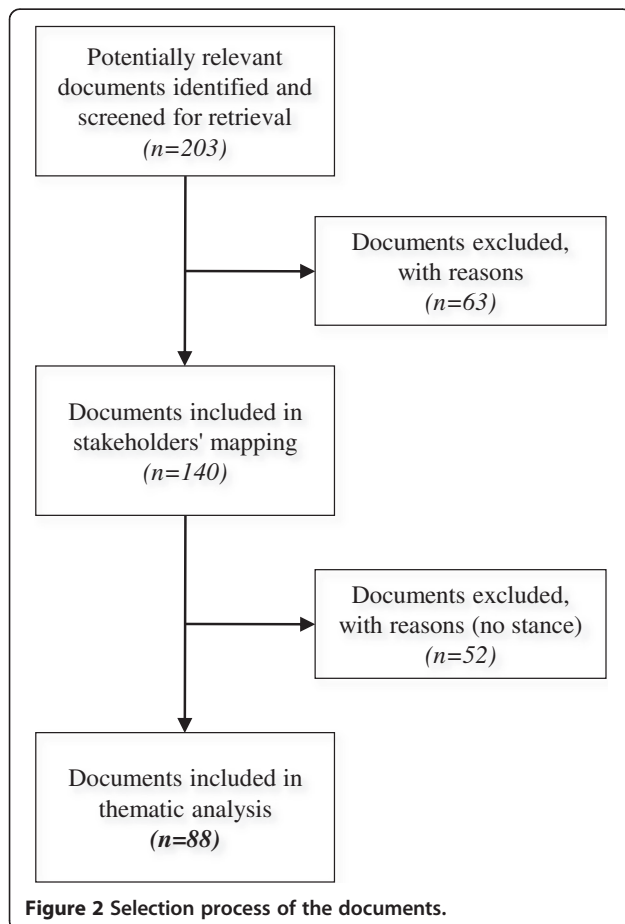 Potentially relevant
documents identified and
screened for retrieval
(n=203)
Documents excluded,
with reasons
(n=63)
Documents included in
stakeholders' mapping
(n=140)
Documents excluded,
with reasons (no stance)
(n=52)
Documents included in
thematic analysis
(n=88)
Figure 2 Selection process of the documents.